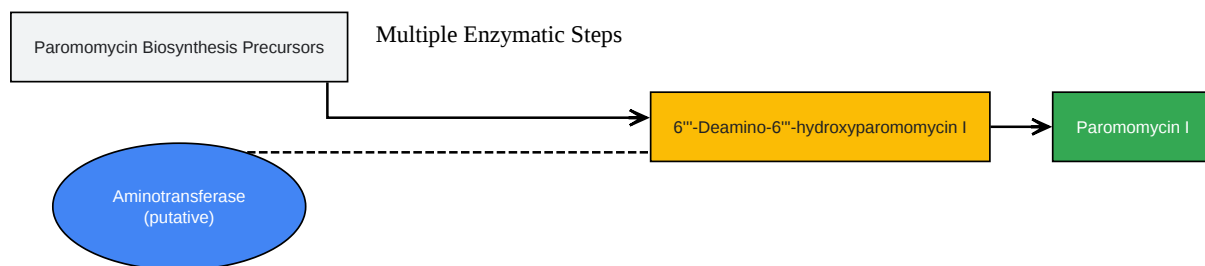 Paromomycin Biosynthesis Precursors
Multiple Enzymatic Steps
6'''-Deamino-6'''-hydroxyparomomycin I
Paromomycin I
Aminotransferase
(putative)